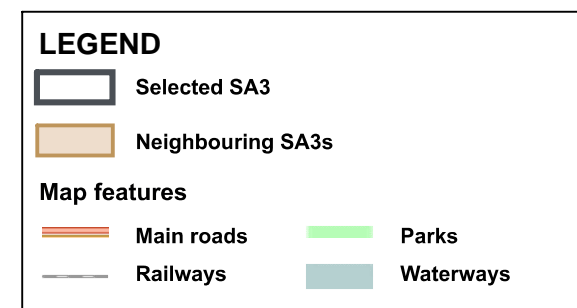 LEGEND
Selected SA3
Neighbouring SA3s
Map features
Main roads
Parks
Railways
Waterways